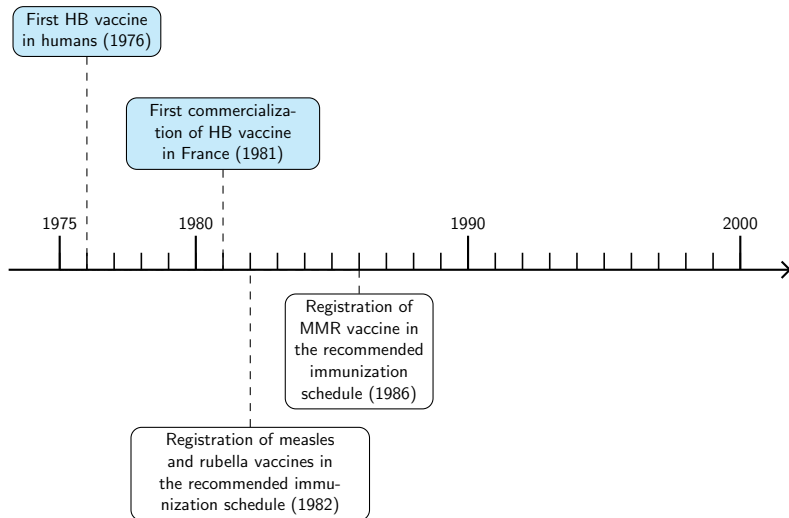 First HB vaccine
in humans (1976)
First commercializa-
tion of HB vaccine
in France (1981)
1975
1980
1990
2000
Registration of
MMR vaccine in
the recommended
immunization
schedule (1986)
Registration of measles
and rubella vaccines in
the recommended immu-
nization schedule (1982)